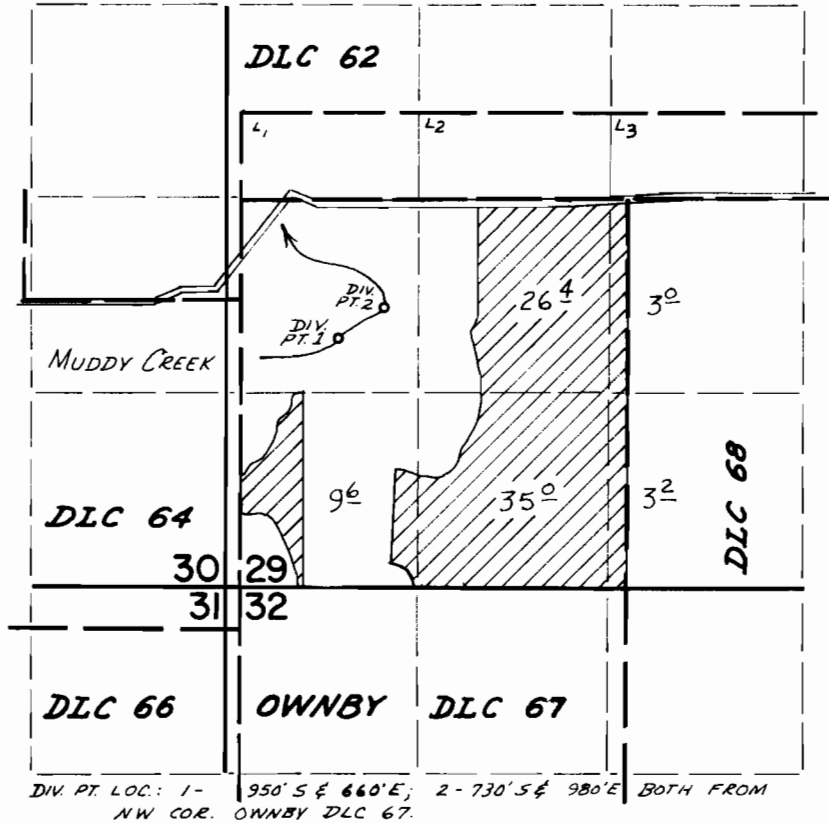 DLC 62
L1 L2 L3
DIV. PT. 2
26 4
3 0
DIV. PT. 1
MUDDY CREEK
9 6
35 0
3 2
DLC 64
DLC 68
30 29
31 32
DLC 66 OWNBY DLC 67
DIV. PT. LOC.: 1- 950' S & 660' E; 2 - 730' S & 980' E BOTH FROM
NW COR. OWNBY DLC 67.